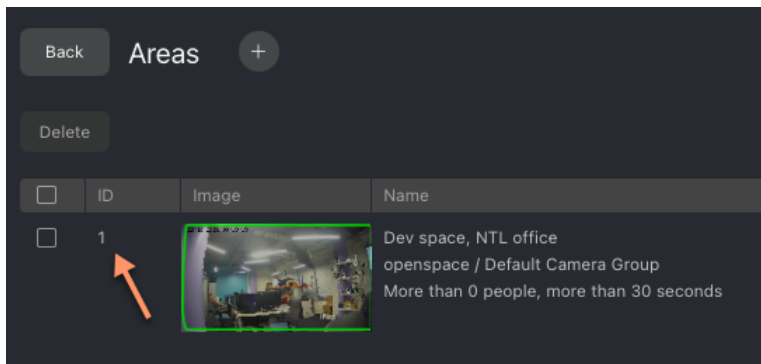 Back
Areas
+
Delete
ID
Image
Name
1
Dev space, NTL office
openspace / Default Camera Group
More than 0 people, more than 30 seconds